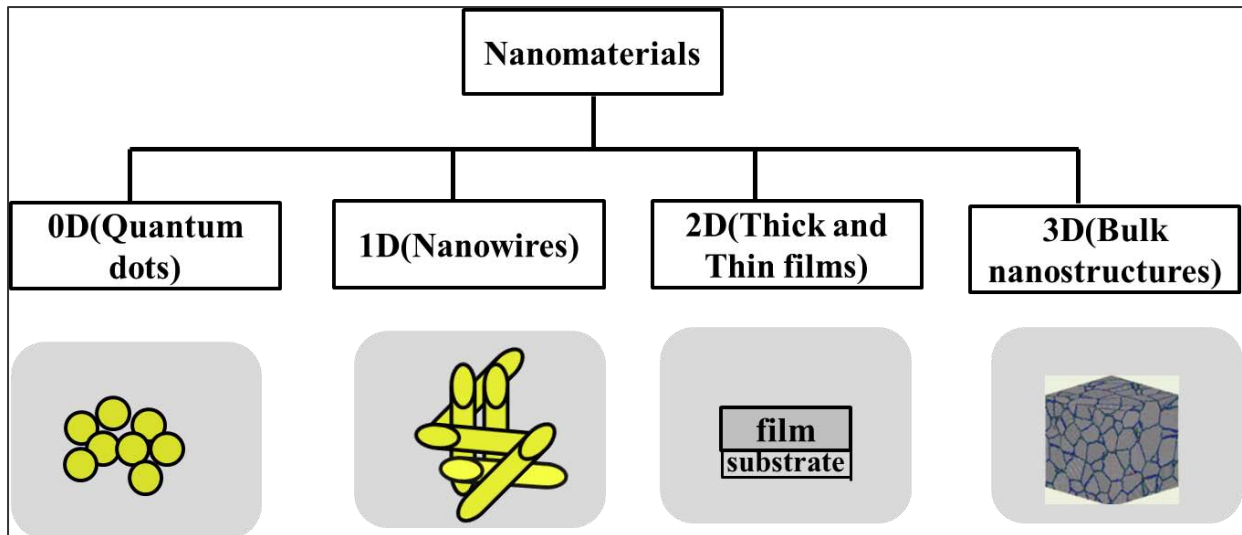 Nanomaterials
0D(Quantum
dots)
1D(Nanowires)
2D(Thick and
Thin films)
3D(Bulk
nanostructures)
film
substrate